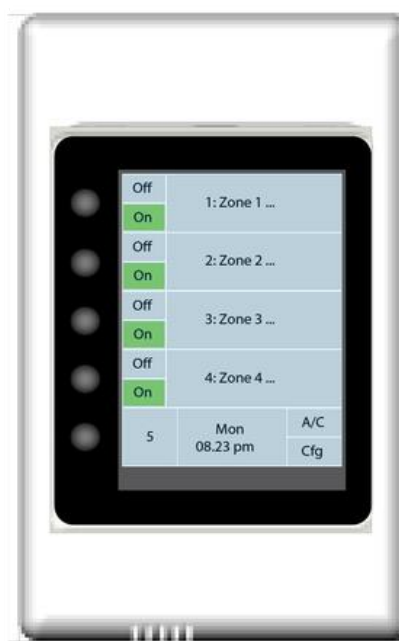 Off
On
1: Zone 1 ...
Off
On
2: Zone 2 ...
Off
On
3: Zone 3 ...
Off
On
4: Zone 4 ...
5
Mon
08.23 pm
A/C
Cfg